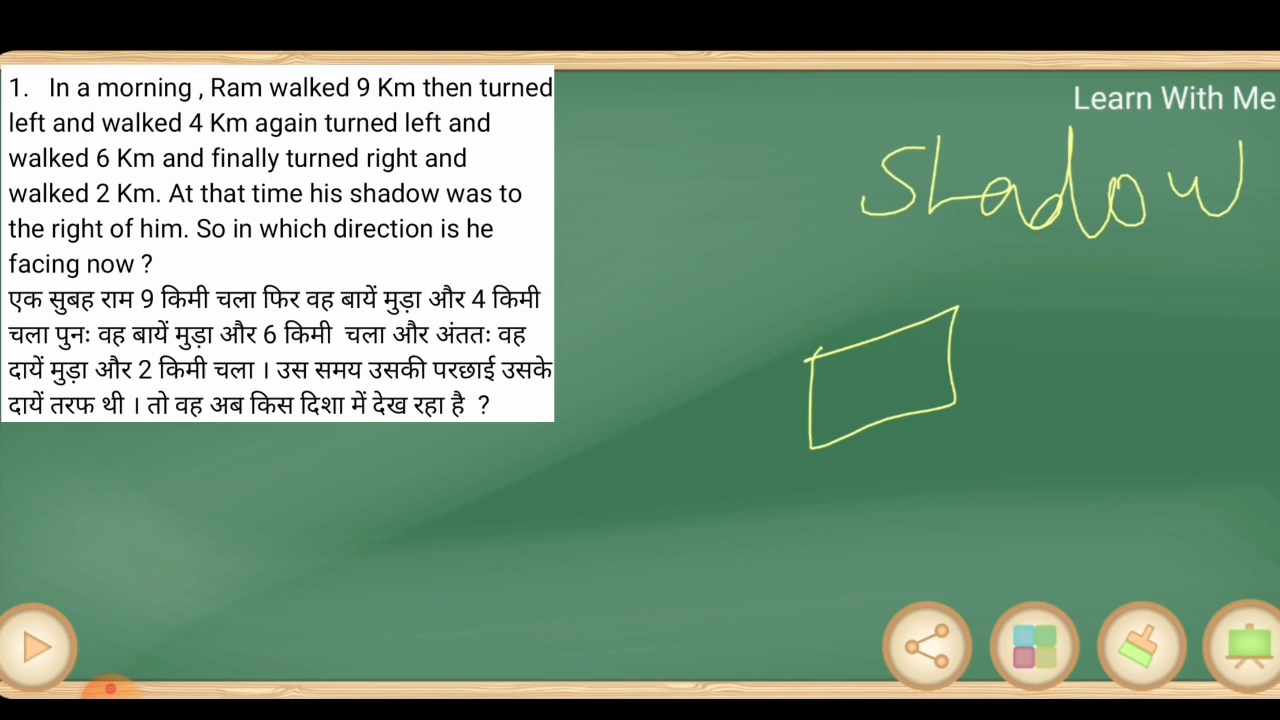 1. In a morning , Ram walked 9 Km then turned
left and walked 4 Km again turned left and
walked 6 Km and finally turned right and
walked 2 Km. At that time his shadow was to
the right of him. So in which direction is he
facing now ?
एक सुबह राम 9 किमी चला फिर वह बायें मुड़ा और 4 किमी
चला पुनः वह बायें मुड़ा और 6 किमी चला और अंततः वह
दायें मुड़ा और 2 किमी चला । उस समय उसकी परछाई उसके
दायें तरफ थी । तो वह अब किस दिशा में देख रहा है ?
Learn With Me
Shadow